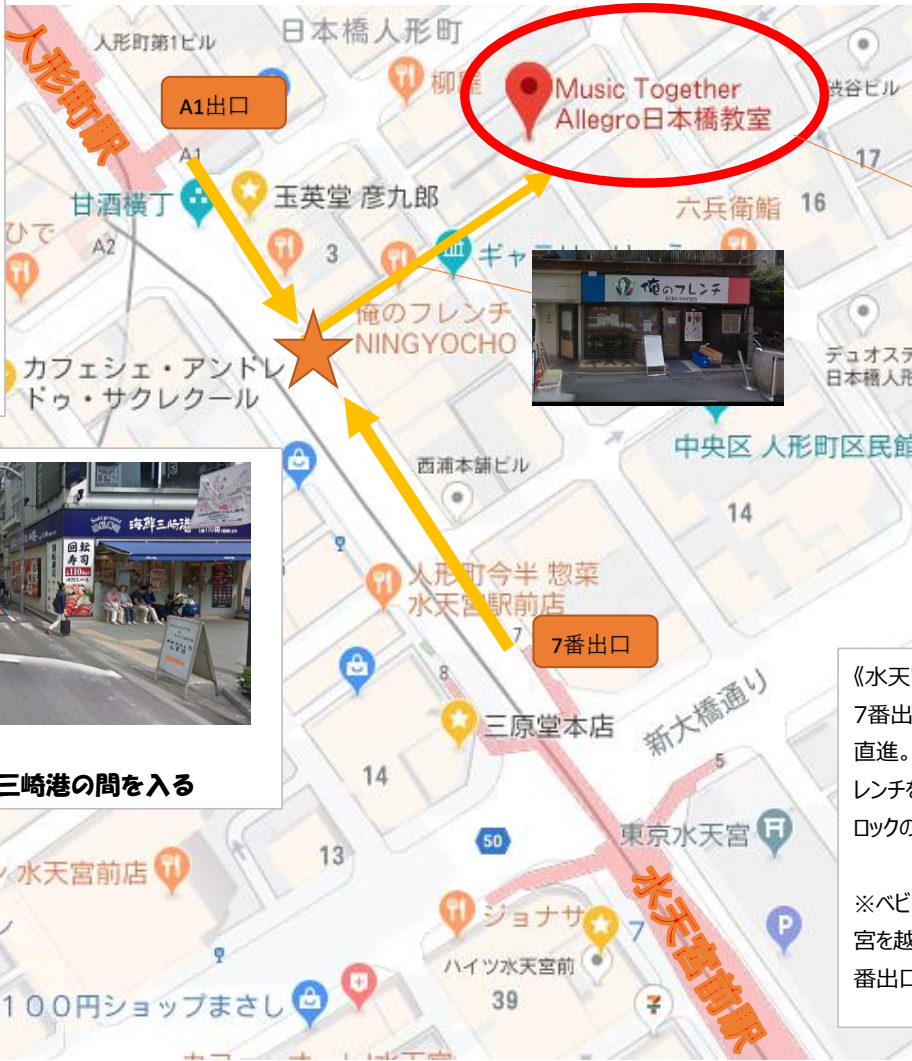 人形町第1ビル
日本橋人形町
人形町駅
A1出口
柳屋
Music Together
Allegro日本橋教室
渋谷ビル
17
A1
甘酒横丁
玉英堂 彦九郎
六兵衛鮨
16
ひで
A2
3
俺のフレンチ
NINGYOCHO
俺のフレンチ
NINGYOCHO
カフェシェ・アンドレ
ドゥ・サクレクール
デュオステ
日本橋人形
中央区 人形町区民館
西浦本舗ビル
14
海鮮三崎港
回転
寿司
人形町今半 惣菜
水天宮駅前店
7
7番出口
8
三崎港の間を入る
三原堂本店
新大橋通り
5
14
《水天
7番出
直進。
レンチを
ロックの
※ベビ
宮を越
番出口
50
東京水天宮
13
水天宮前店
ジョナサ
7
水天宮前駅
P
ハイツ水天宮前
39
100円ショップまさし